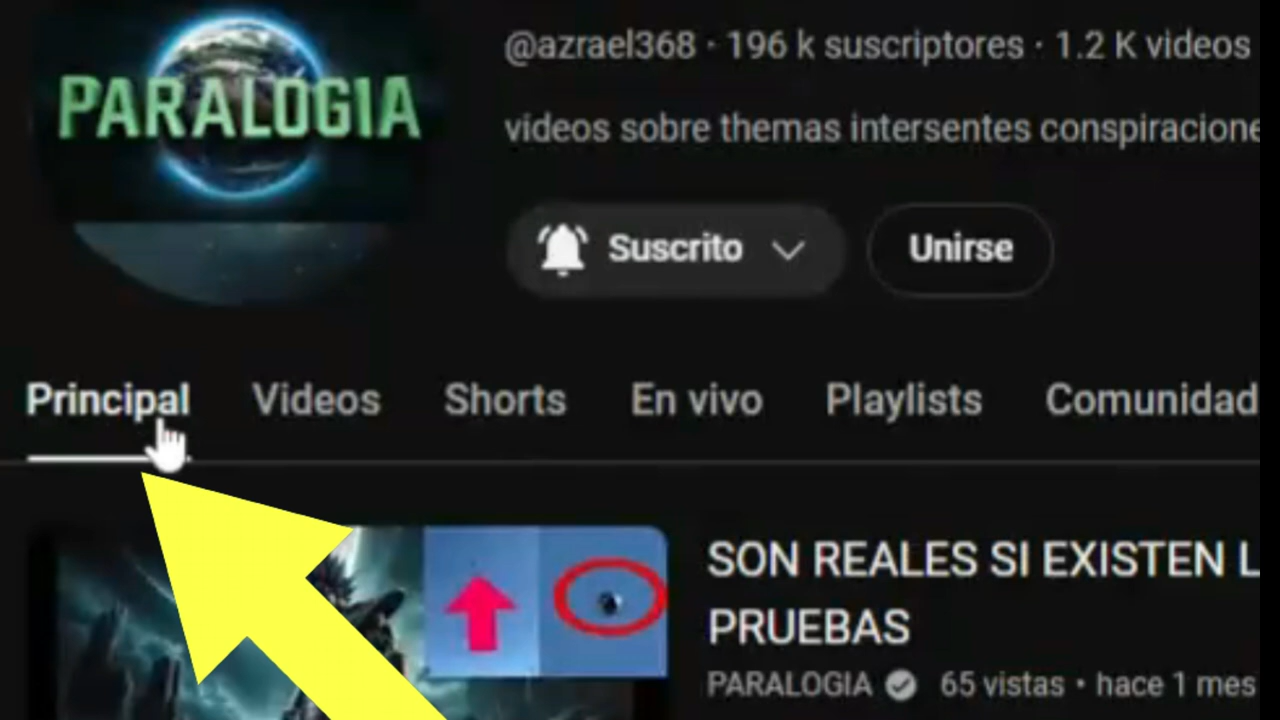 PARALOGIA
@azrael368 · 196 k suscriptores · 1.2 K videos
videos sobre themas intersentes conspiracione
Suscrito
Unirse
Principal Videos Shorts En vivo Playlists Comunidad
SON REALES SI EXISTEN L
PRUEBAS
PARALOGIA 65 vistas · hace 1 mes